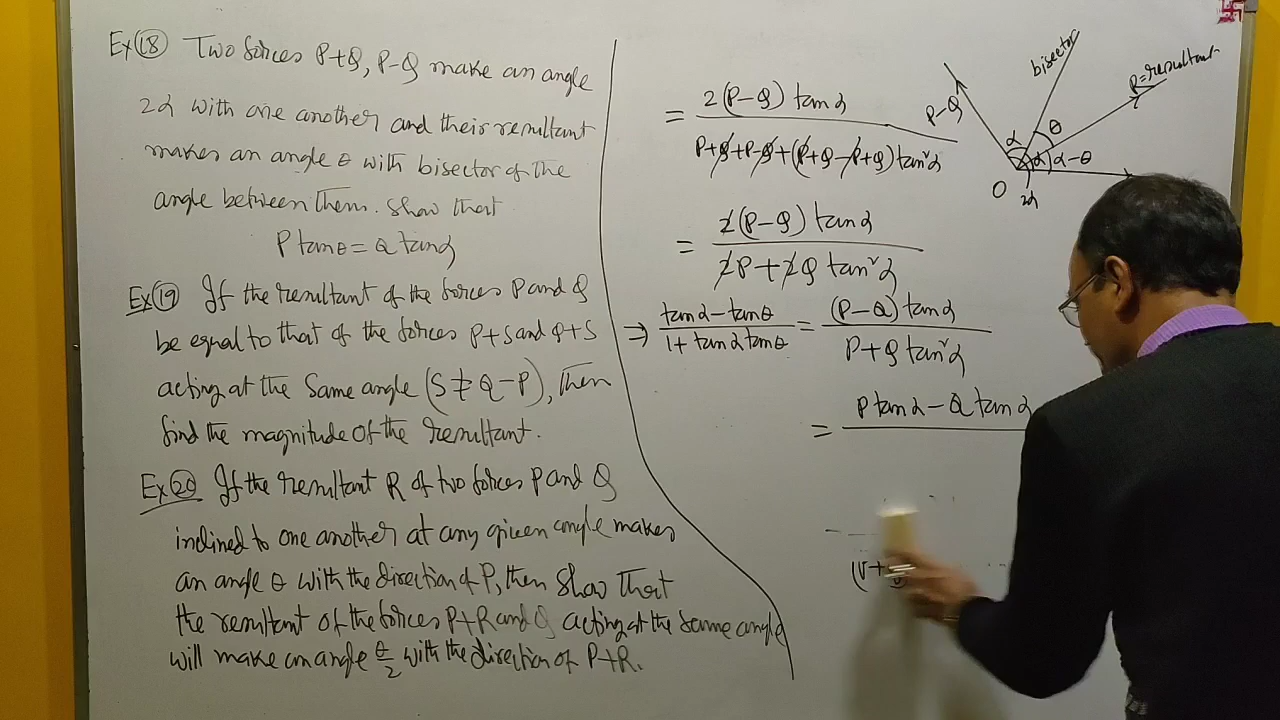 Ex(18) Two forces P+Q, P-Q make an angle
2α with one another and their resultant
makes an angle θ with bisector of the
angle between them. Show that
P tanθ = Q tanα
Ex(19) If the resultant of the forces P and Q
be equal to that of the forces P+S and Q+S
acting at the same angle (S ≠ Q-P), then
find the magnitude of the resultant.
Ex(20) If the resultant R of two forces P and Q
inclined to one another at any given angle makes
an angle θ with the direction of P, then show that
the resultant of the forces P+R and Q acting at the same angle
will make an angle θ/2 with the direction of P+R.
= 2(P-Q) tanα / P+Q+P-Q+(P+Q-P+Q)tan²α
= 2(P-Q) tanα / 2P+2Q tan²α
⇒ tanα-tanθ / 1+tanα tanθ = (P-Q) tanα / P+Q tan²α
= P tanα - Q tanα
P-Q
bisector
R=resultant
α
θ
α
α-θ
O
2α